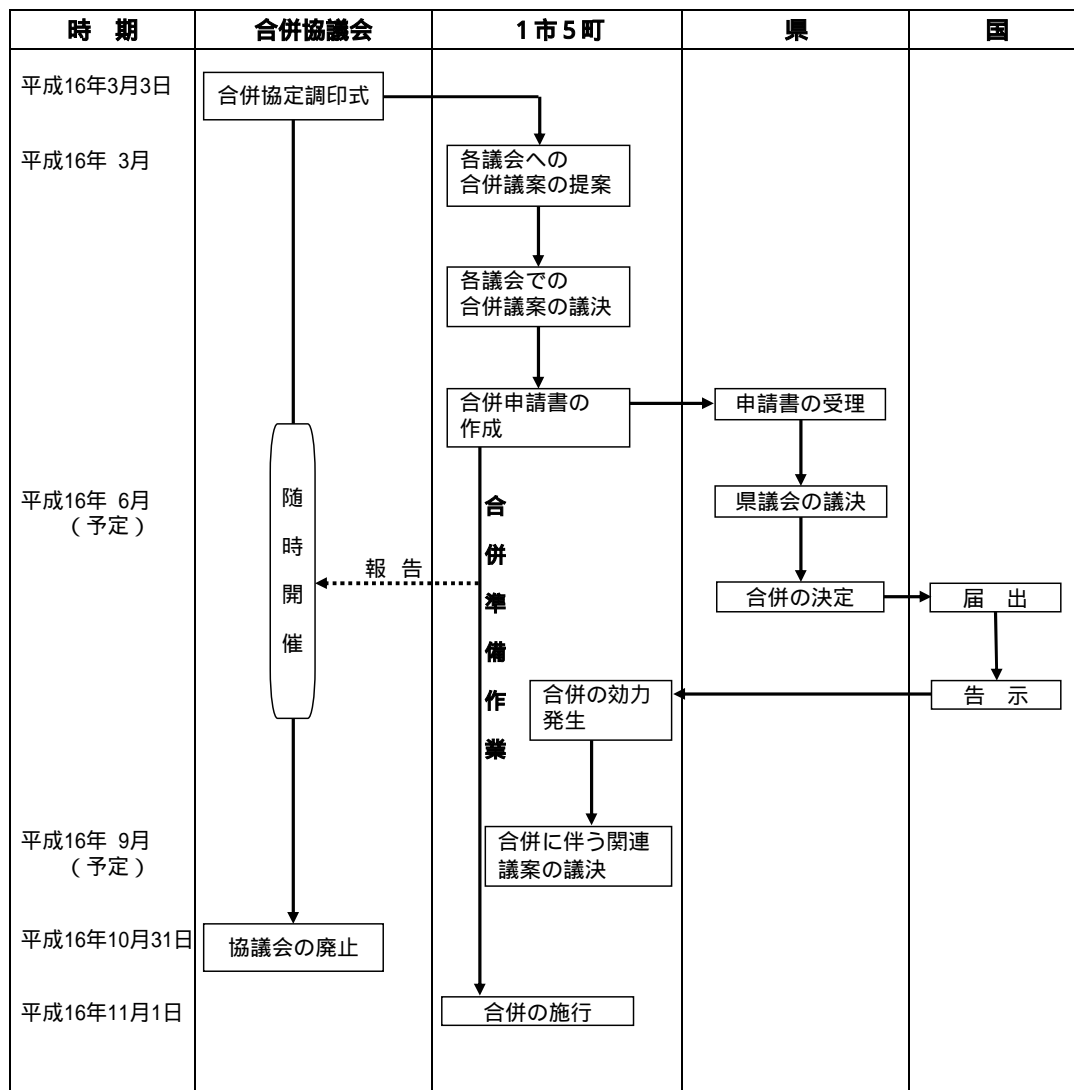 時　期
合併協議会
1市5町
県
国
平成16年3月3日
合併協定調印式
平成16年 3月
各議会への
合併議案の提案
各議会での
合併議案の議決
合併申請書の
作成
申請書の受理
平成16年 6月
（予定）
随時開催
合併準備作業
県議会の議決
報 告
合併の決定
届　出
合併の効力
発生
告　示
平成16年 9月
（予定）
合併に伴う関連
議案の議決
平成16年10月31日
協議会の廃止
平成16年11月1日
合併の施行